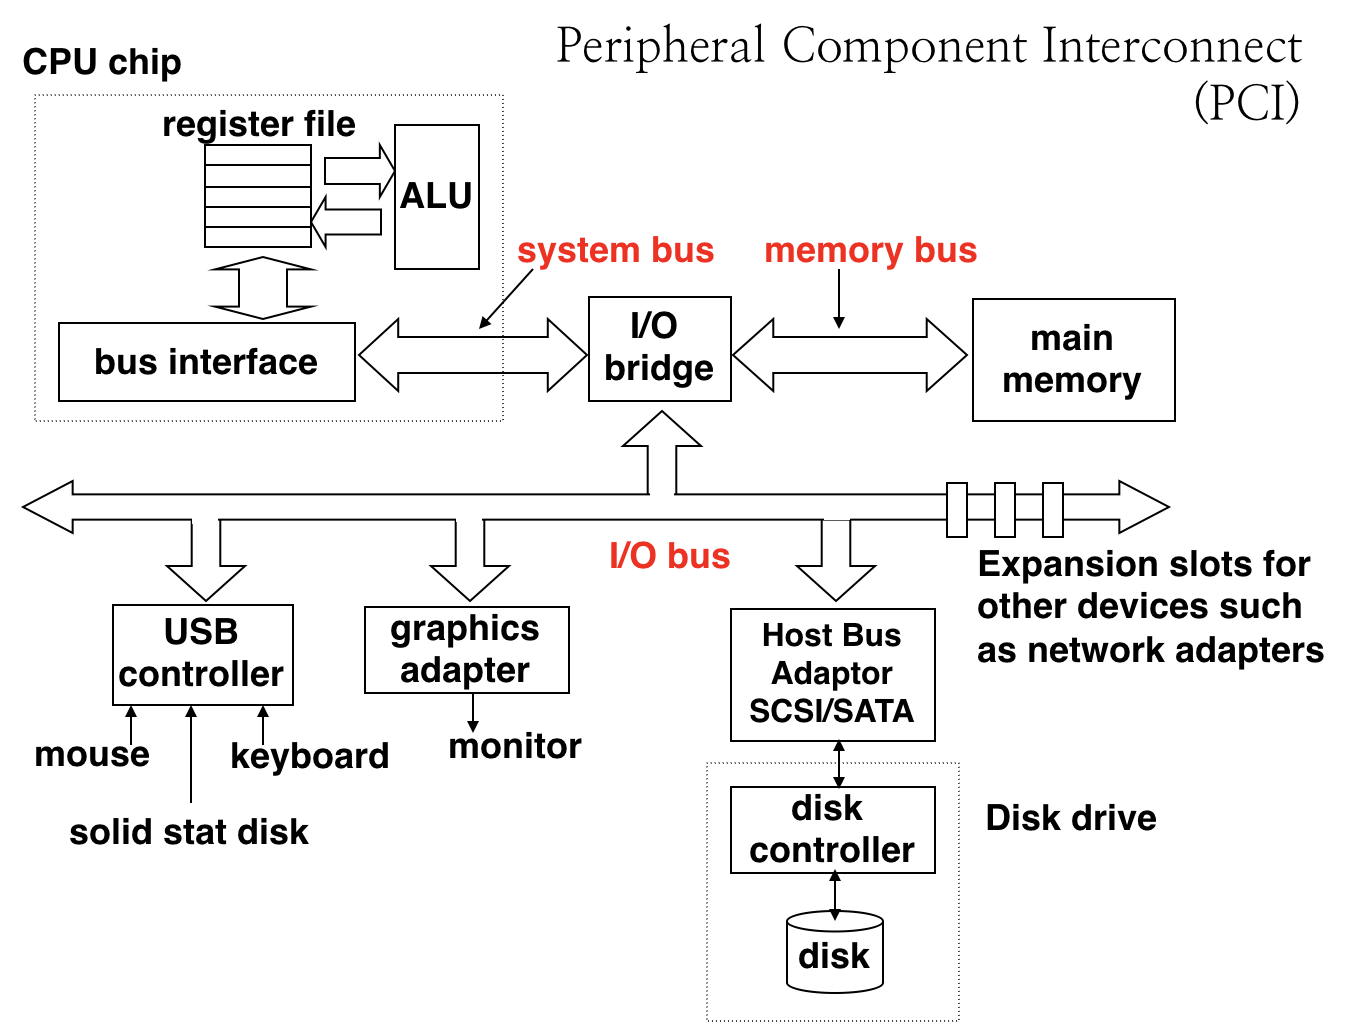 Peripheral Component Interconnect
(PCI)
CPU chip
register file
ALU
system bus
memory bus
bus interface
I/O
bridge
main
memory
I/O bus
Expansion slots for
other devices such
as network adapters
USB
controller
graphics
adapter
Host Bus
Adaptor
SCSI/SATA
mouse
keyboard
monitor
solid stat disk
disk
controller
Disk drive
disk